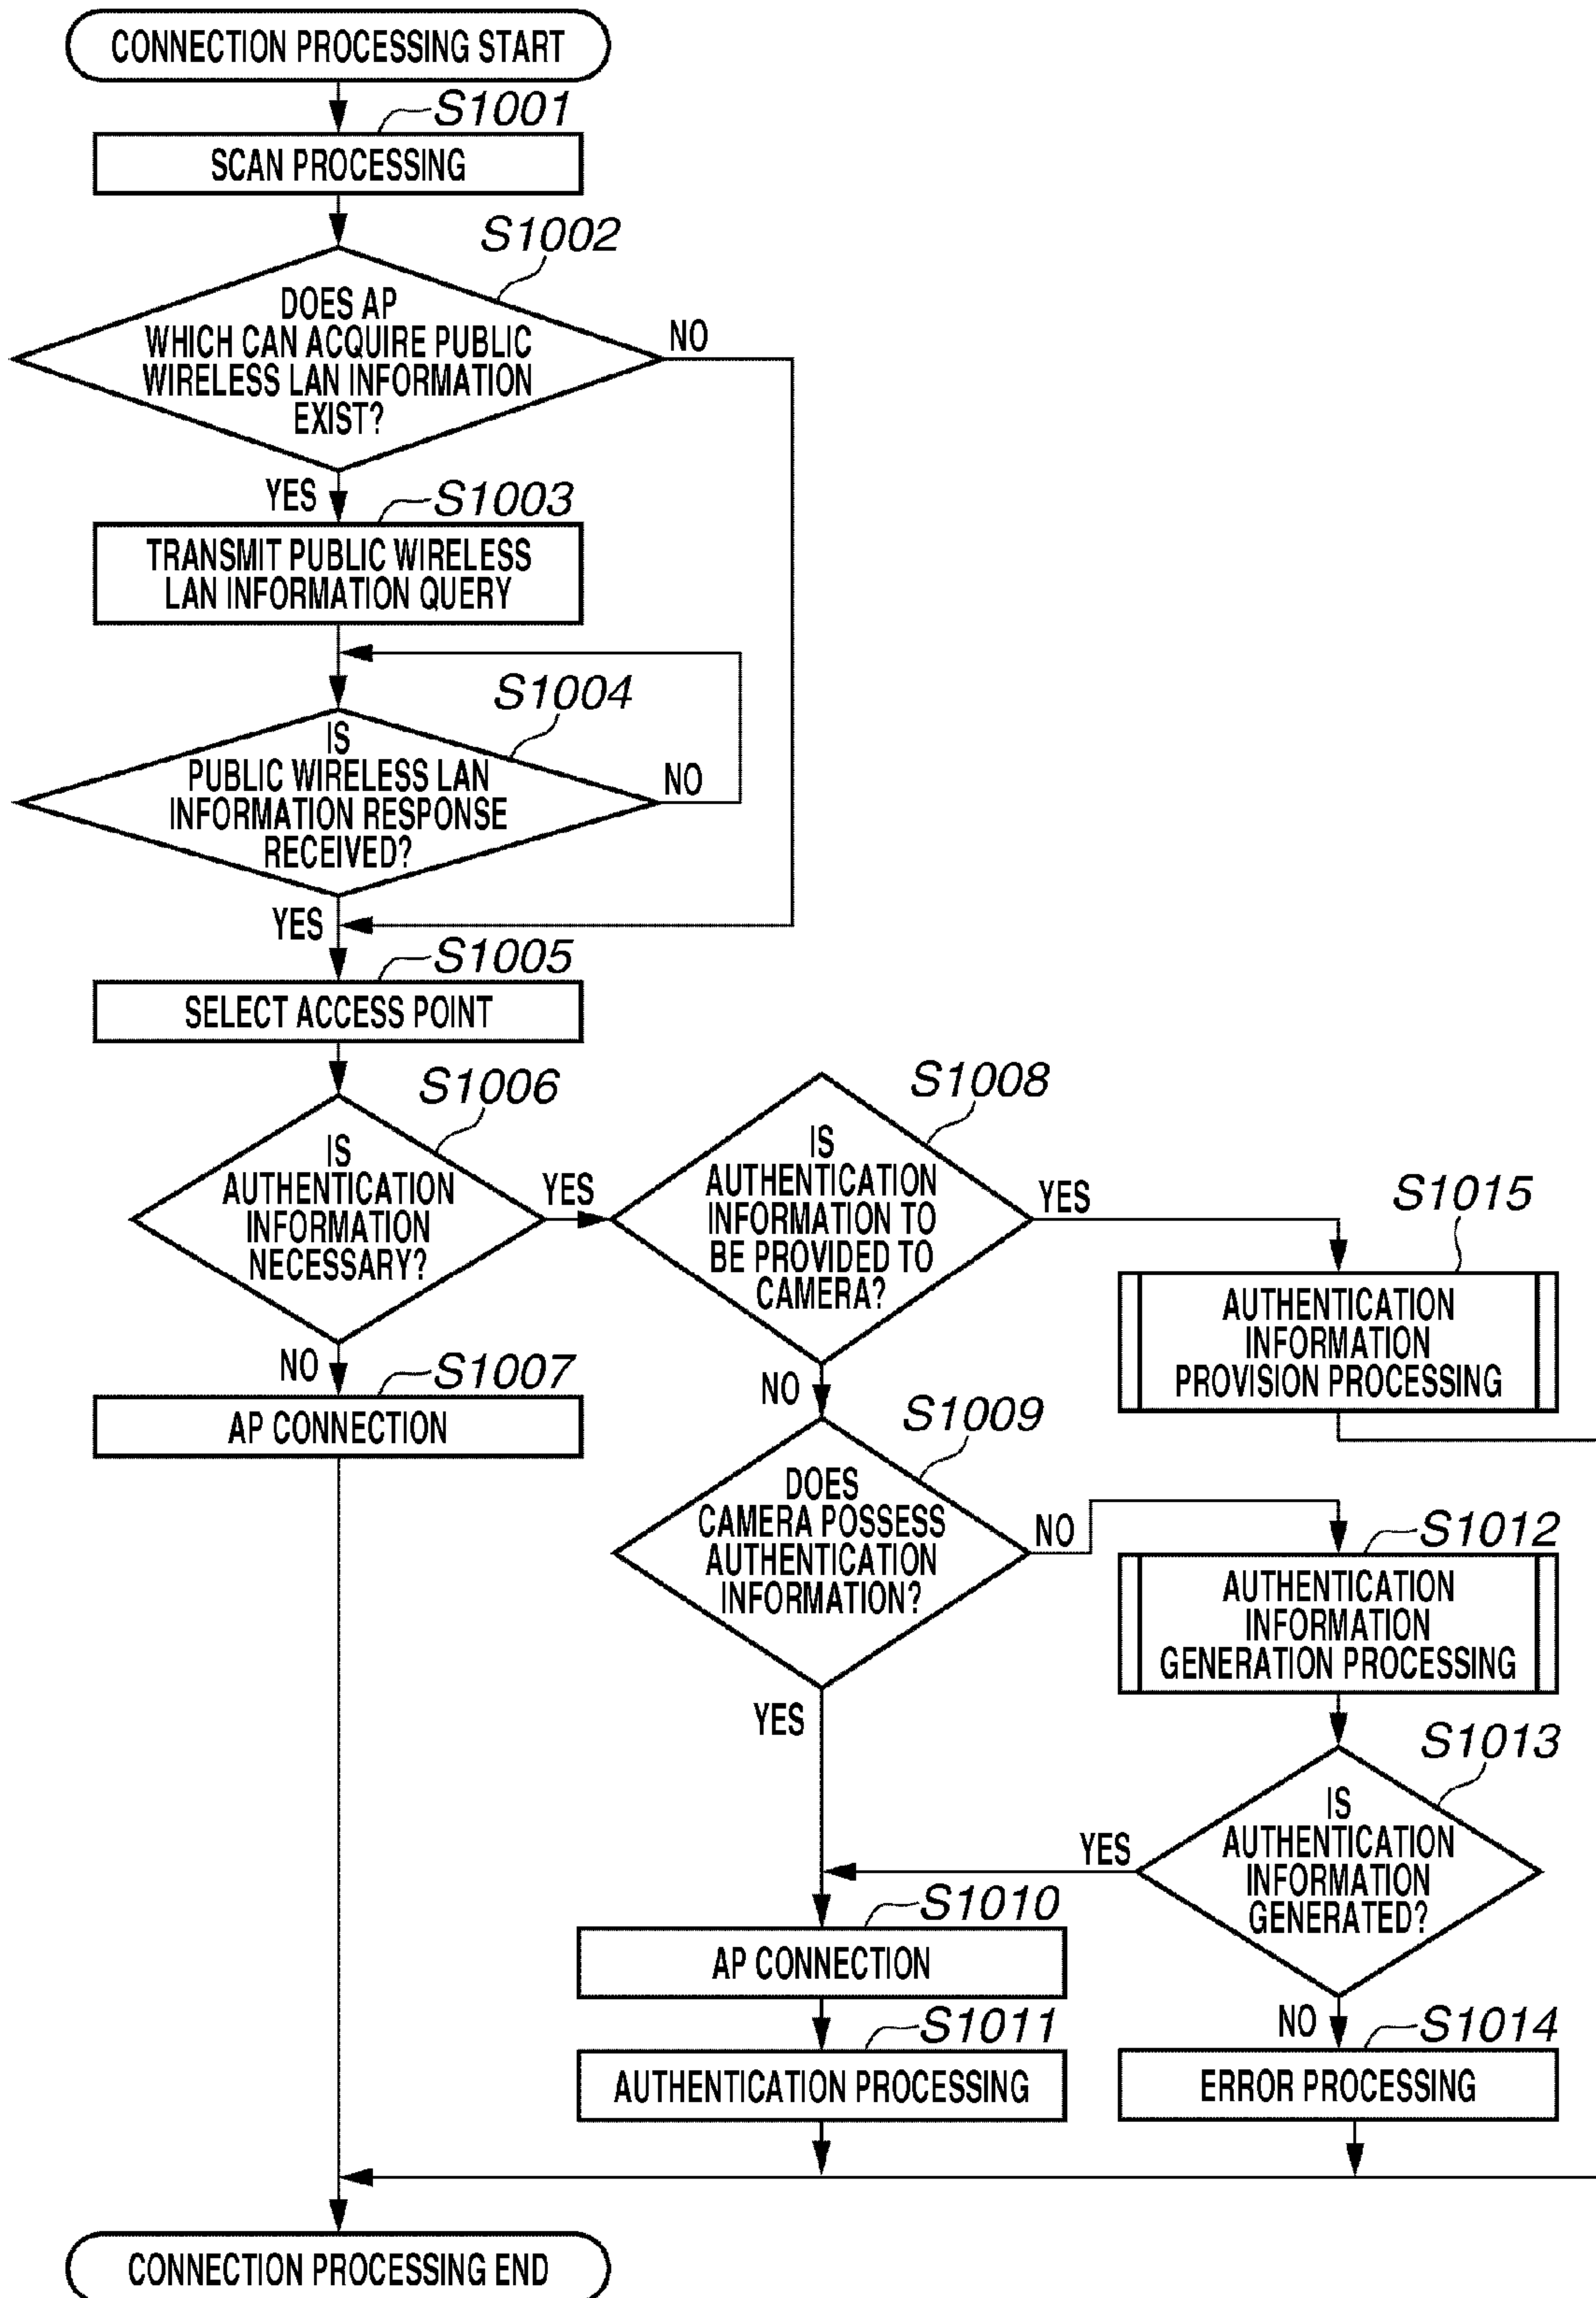 CONNECTION PROCESSING START
S1001
SCAN PROCESSING
S1002
DOES AP
WHICH CAN ACQUIRE PUBLIC
WIRELESS LAN INFORMATION
EXIST?
NO
YES
S1003
TRANSMIT PUBLIC WIRELESS
LAN INFORMATION QUERY
S1004
IS
PUBLIC WIRELESS LAN
INFORMATION RESPONSE
RECEIVED?
NO
YES
S1005
SELECT ACCESS POINT
S1006
IS
AUTHENTICATION
INFORMATION
NECESSARY?
YES
NO
S1007
AP CONNECTION
S1008
IS
AUTHENTICATION
INFORMATION TO
BE PROVIDED TO
CAMERA?
YES
NO
S1015
AUTHENTICATION
INFORMATION
PROVISION PROCESSING
S1009
DOES
CAMERA POSSESS
AUTHENTICATION
INFORMATION?
NO
YES
S1012
AUTHENTICATION
INFORMATION
GENERATION PROCESSING
S1013
IS
AUTHENTICATION
INFORMATION
GENERATED?
YES
NO
S1010
AP CONNECTION
S1011
AUTHENTICATION PROCESSING
S1014
ERROR PROCESSING
CONNECTION PROCESSING END